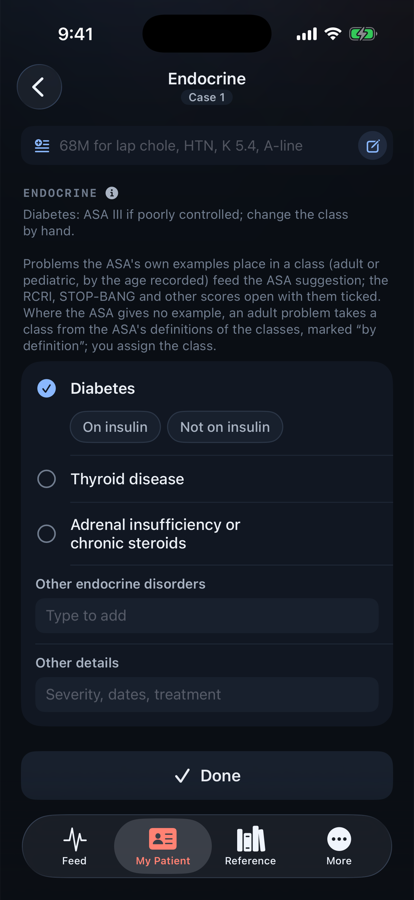 9:41
Endocrine
Case 1
68M for lap chole, HTN, K 5.4, A-line
ENDOCRINE
Diabetes: ASA III if poorly controlled; change the class
by hand.
Problems the ASA's own examples place in a class (adult or
pediatric, by the age recorded) feed the ASA suggestion; the
RCRI, STOP-BANG and other scores open with them ticked.
Where the ASA gives no example, an adult problem takes a
class from the ASA's definitions of the classes, marked “by
definition”; you assign the class.
Diabetes
On insulin
Not on insulin
Thyroid disease
Adrenal insufficiency or
chronic steroids
Other endocrine disorders
Type to add
Other details
Severity, dates, treatment
Done
Feed
My Patient
Reference
More